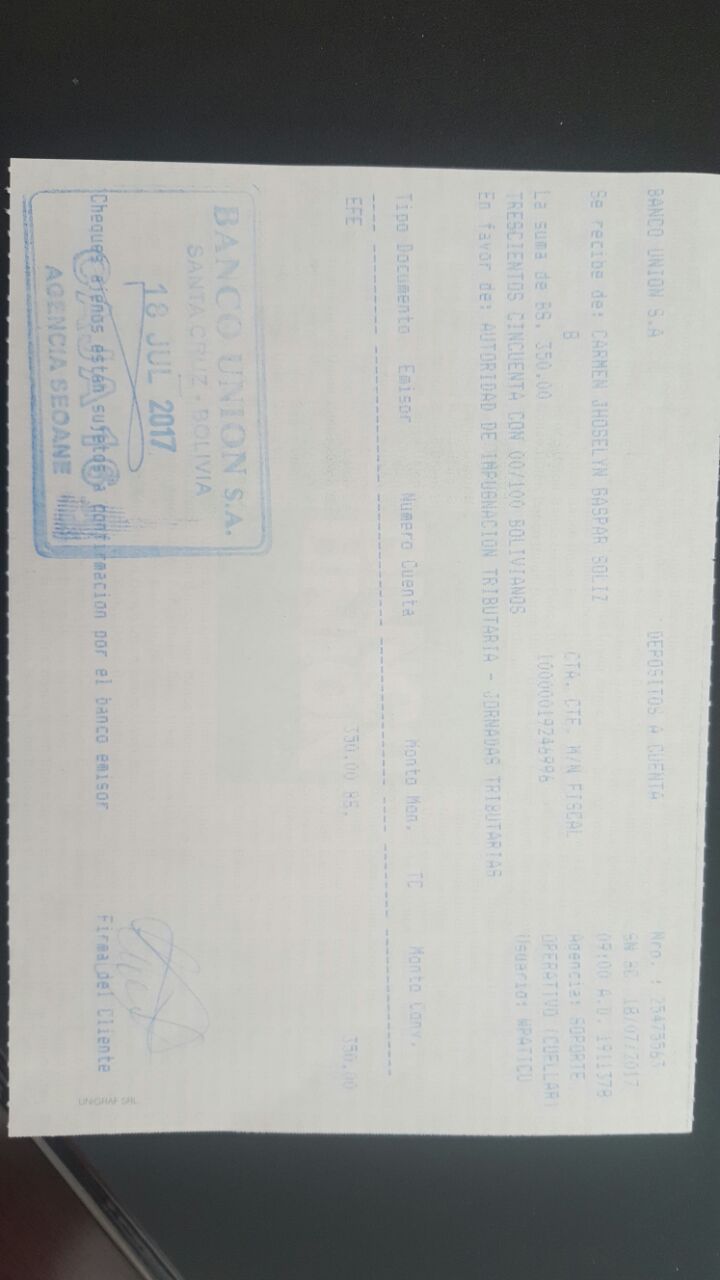 BANCO UNION S.A DEPOSITOS A CUENTA Nro. : 25475563
SN BC 18/07/2017
Se recibe de: CARMEN JHOSELYN GASPAR SOLIZ 09:00 A.D. 1911378
8 CTA. CTE. M/N FISCAL Agencia: SOPORTE
La suma de BS. 350.00 10000019246996 OPERATIVO (CUELLAR)
TRESCIENTOS CINCUENTA CON 00/100 BOLIVIANOS Usuario: WPATICU
En favor de: AUTORIDAD DE IMPUGNACION TRIBUTARIA - JORNADAS TRIBUTARIAS
Tipo Documento Emisor Numero Cuenta Monto Mon. TC Monto Conv.
EFE 350.00 BS. 350.00
UNION
BANCO UNION S.A.
SANTA CRUZ - BOLIVIA
18 JUL 2017
Cheques ajenos estan sujetos a confirmacion por el banco emisor Firma del Cliente
CAJA 16
AGENCIA SEOANE
UNIGRAF SRL